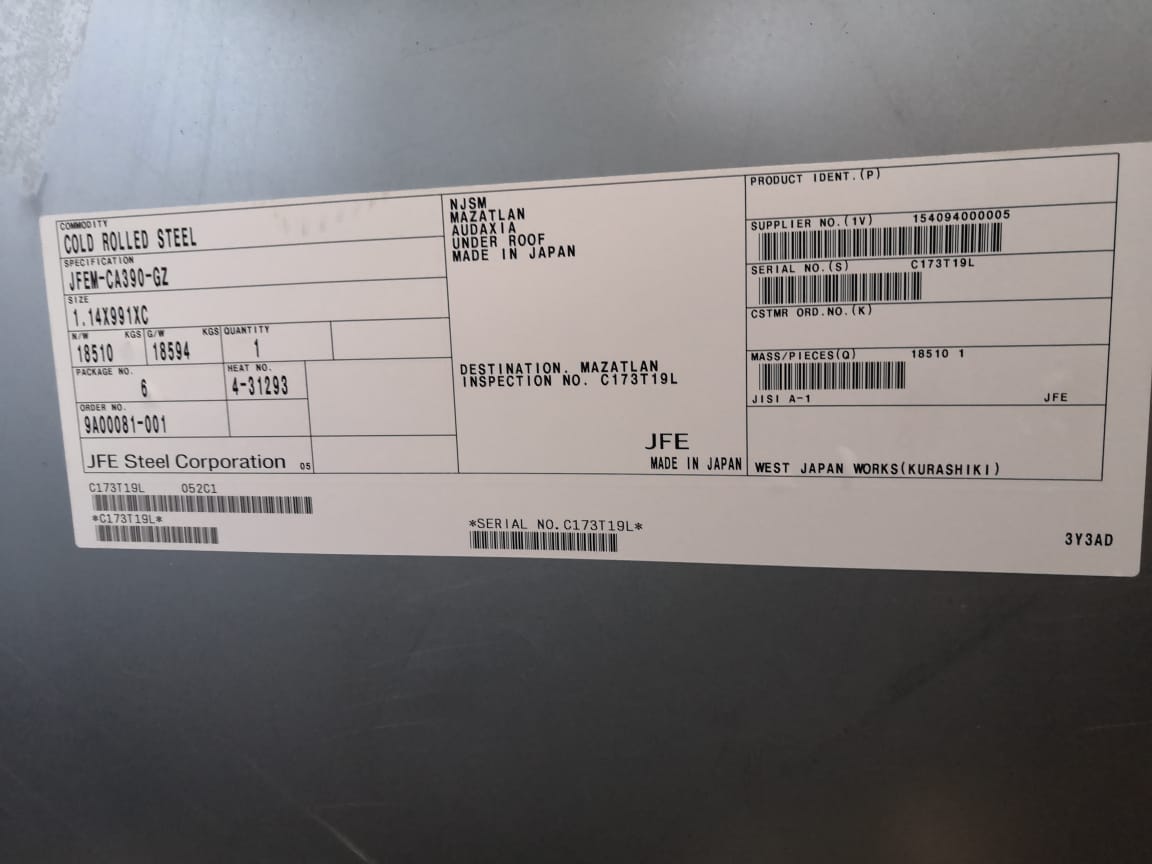 COMMODITY
COLD ROLLED STEEL
SPECIFICATION
JFEM-CA390-GZ
SIZE
1.14X991XC
N/W KGS G/W KGS QUANTITY
18510 18594 1
PACKAGE NO. HEAT NO.
6 4-31293
ORDER NO.
9A00081-001
JFE Steel Corporation 05
NJSM
MAZATLAN
AUDAXIA
UNDER ROOF
MADE IN JAPAN
DESTINATION. MAZATLAN
INSPECTION NO. C173T19L
JFE
MADE IN JAPAN
PRODUCT IDENT.(P)
SUPPLIER NO.(1V) 154094000005
SERIAL NO.(S) C173T19L
CSTMR ORD.NO.(K)
MASS/PIECES(Q) 18510 1
JISI A-1 JFE
WEST JAPAN WORKS(KURASHIKI)
C173T19L 052C1
*C173T19L*
*SERIAL NO.C173T19L*
3Y3AD